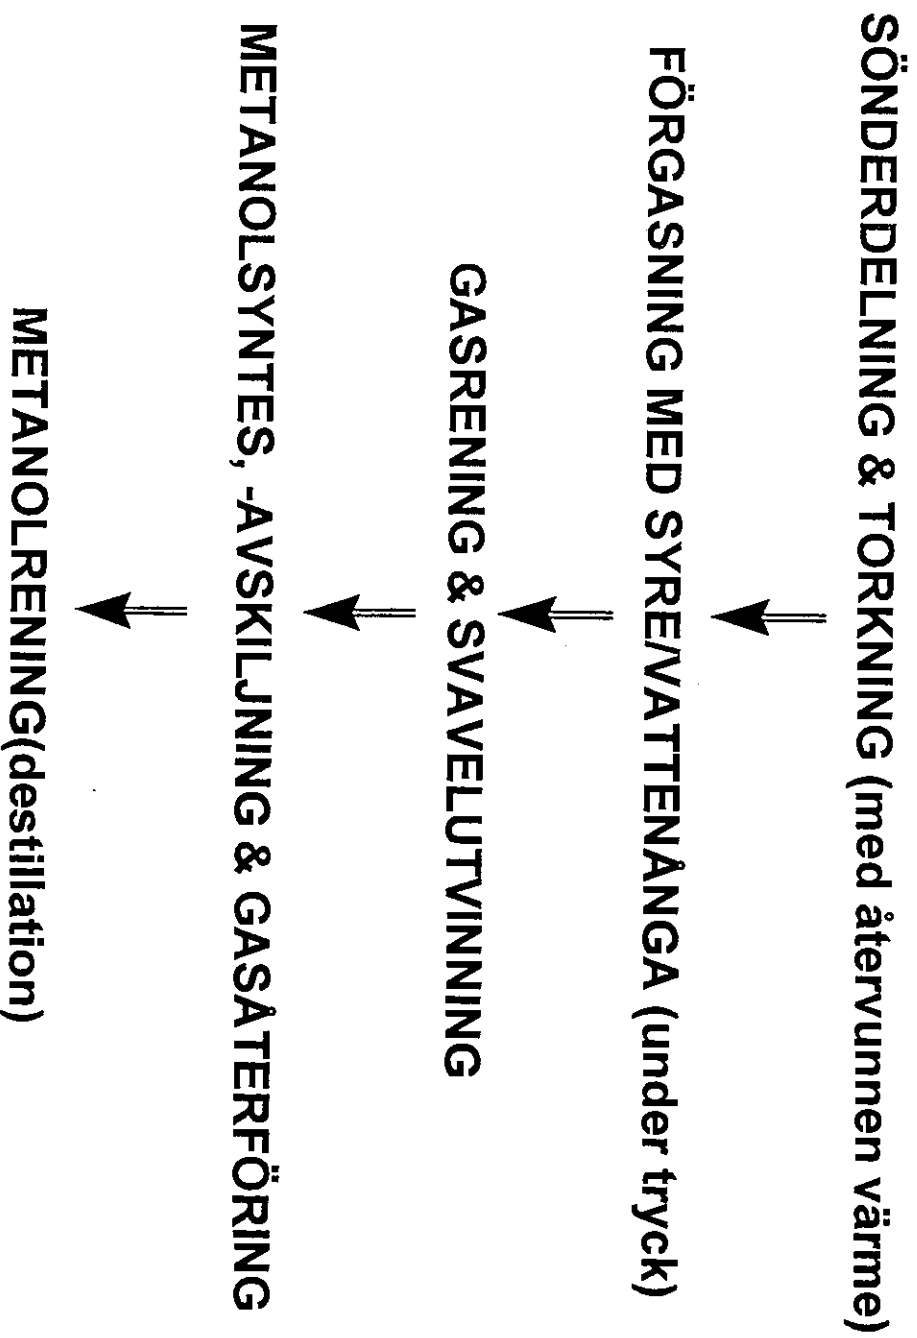 SÖNDERDELNING & TORKNING (med återvunnen värme)
FÖRGASNING MED SYRE/VATTENÅNGA (under tryck)
GASRENING & SVAVELUTVINNING
METANOLSYNTES, -AVSKILJNING & GASÅTERFÖRING
METANOLRENING(destillation)